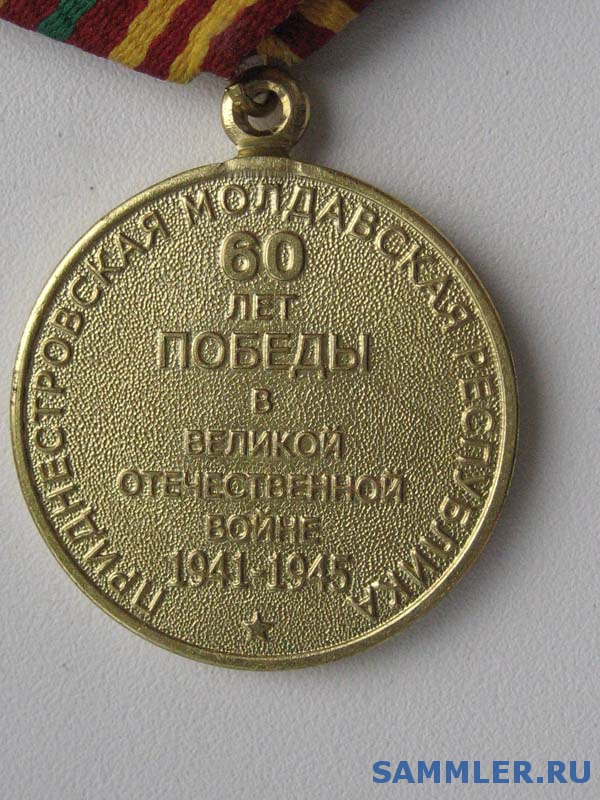 ПРИДНЕСТРОВСКАЯ МОЛДАВСКАЯ РЕСПУБЛИКА
60
ЛЕТ
ПОБЕДЫ
В
ВЕЛИКОЙ
ОТЕЧЕСТВЕННОЙ
ВОЙНЕ
1941-1945
SAMMLER.RU